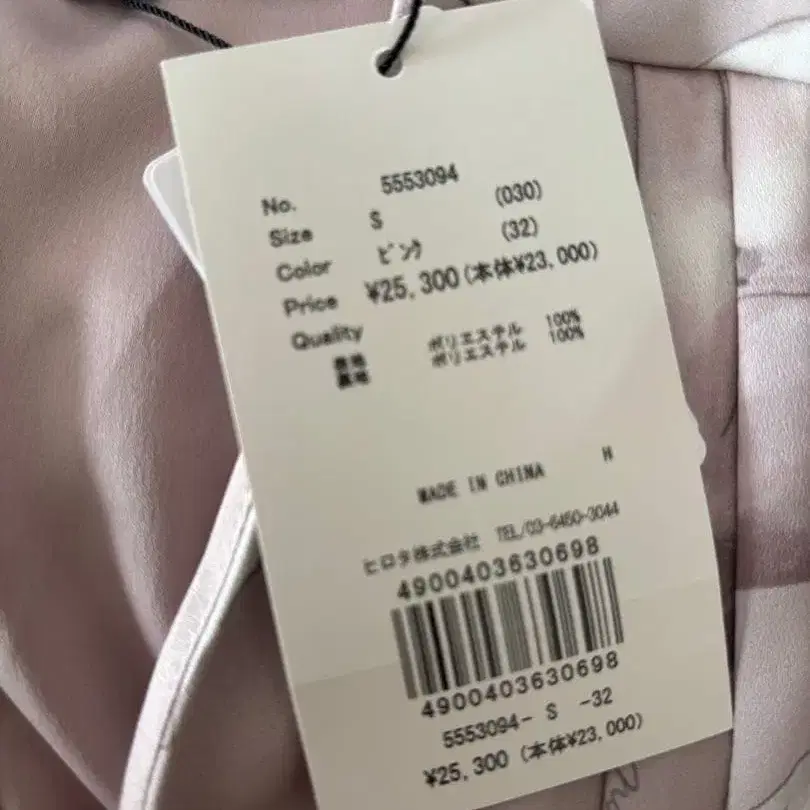 No. 5553094
Size S (030)
Color ピンク (32)
Price ¥25,300(本体¥23,000)
Quality
表地 ポリエステル 100%
裏地 ポリエステル 100%
MADE IN CHINA H
ヒロタ株式会社 TEL/03-6450-3044
4900403630698
4900403630698
5553094- S -32
¥25,300 (本体¥23,000)